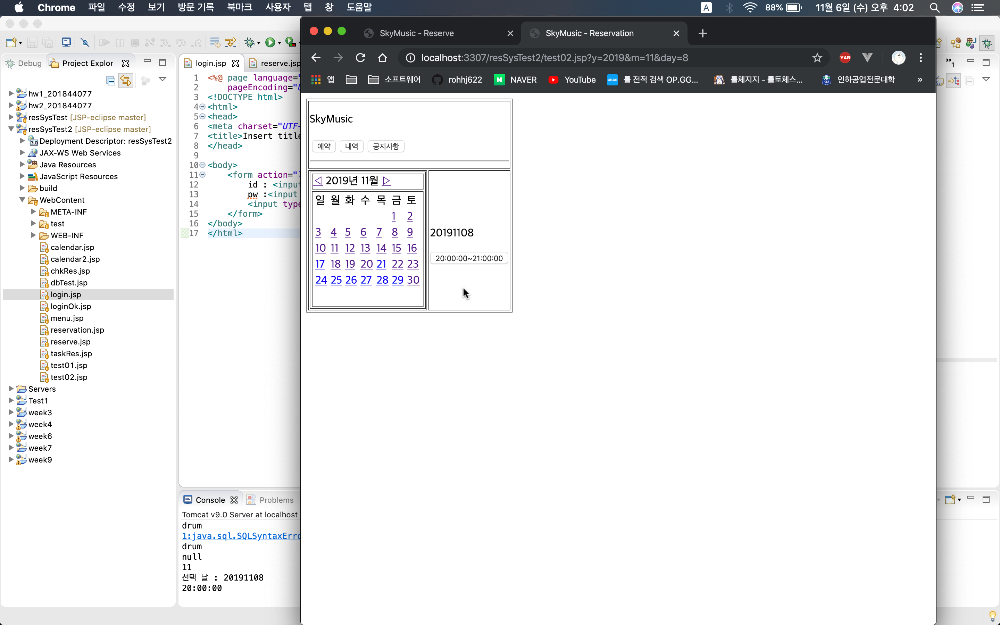 Chrome 파일 수정 보기 방문 기록 북마크 사용자 탭 창 도움말 A 88% 11월 6일 (수) 오후 4:02
SkyMusic - Reserve
SkyMusic - Reservation
localhost:3307/resSysTest2/test02.jsp?y=2019&m=11&day=8
YAB
앱 소프트웨어 rohhj622 N NAVER YouTube OP.GG 롤 전적 검색 OP.GG... 롤체지지 - 롤토체스... 1958 인하공업전문대학 »
Debug Project Explor
hw1_201844077
hw2_201844077
resSysTest [JSP-eclipse master]
resSysTest2 [JSP-eclipse master]
3.0 Deployment Descriptor: resSysTest2
JAX-WS Web Services
Java Resources
JavaScript Resources
build
WebContent
META-INF
test
WEB-INF
calendar.jsp
calendar2.jsp
chkRes.jsp
dbTest.jsp
login.jsp
loginOk.jsp
menu.jsp
reservation.jsp
reserve.jsp
taskRes.jsp
test01.jsp
test02.jsp
Servers
Test1
week3
week4
week6
week7
week9
login.jsp reserve.jsp
1 <%@ page language="
2 pageEncoding="
3 <!DOCTYPE html>
4 <html>
5 <head>
6 <meta charset="UTF-
7 <title>Insert title
8 </head>
9
10 <body>
11 <form action="
12 id : <input
13 pw :<input
14 <input type
15 </form>
16 </body>
17 </html>
SkyMusic
예약 내역 공지사항
◁ 2019년 11월 ▷
일 월 화 수 목 금 토
1 2
3 4 5 6 7 8 9
10 11 12 13 14 15 16
17 18 19 20 21 22 23
24 25 26 27 28 29 30
20191108
20:00:00~21:00:00
»1
Console Problems
Tomcat v9.0 Server at localhost
drum
1:java.sql.SQLSyntaxErro
drum
null
11
선택 날 : 20191108
20:00:00